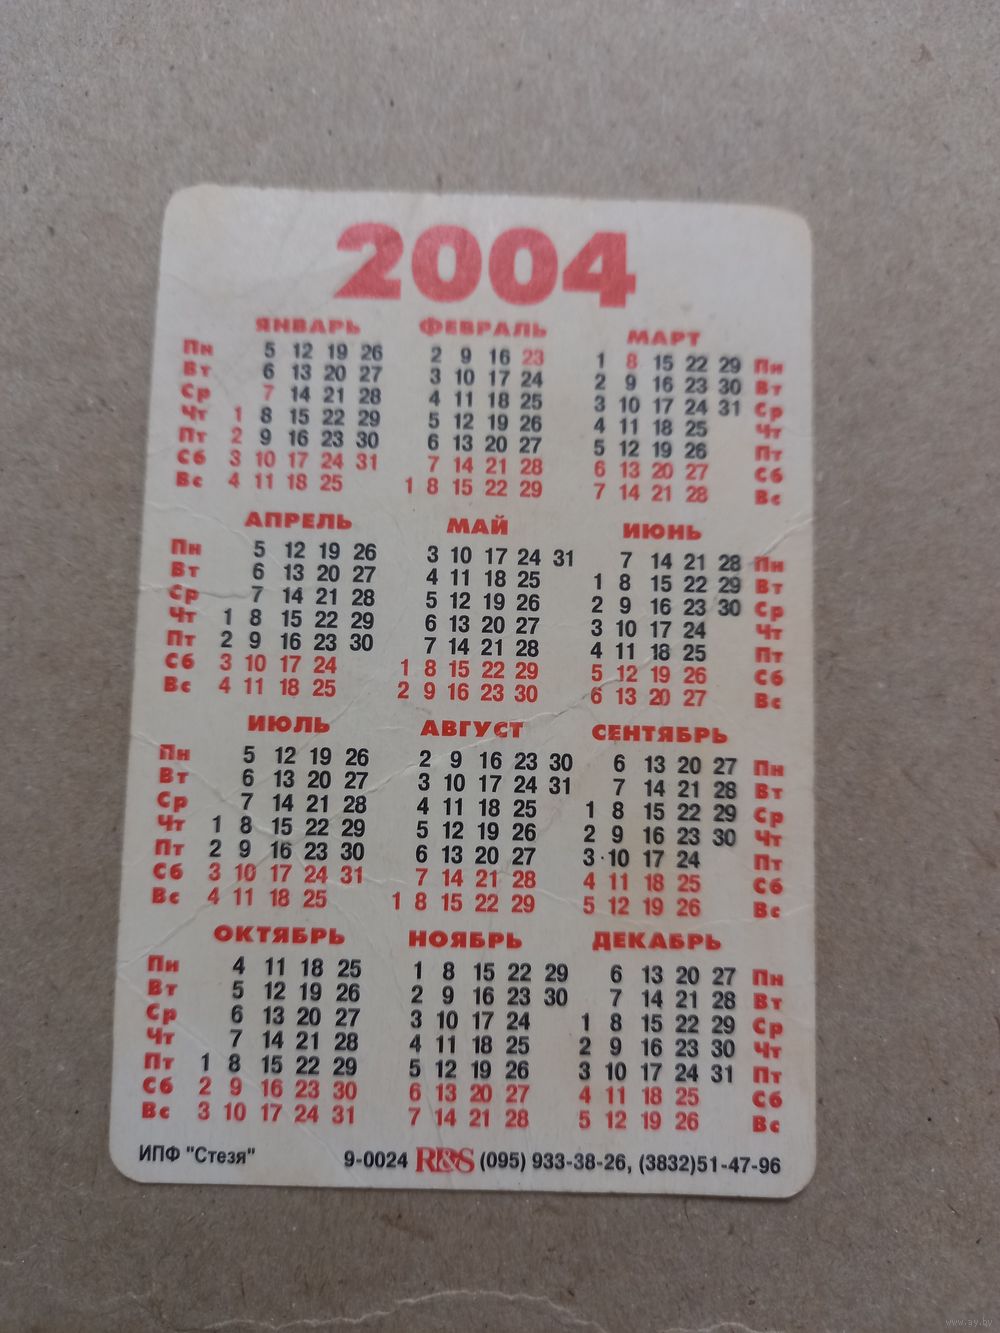 2004
ЯНВАРЬ ФЕВРАЛЬ МАРТ
Пн 5 12 19 26 2 9 16 23 1 8 15 22 29 Пн
Вт 6 13 20 27 3 10 17 24 2 9 16 23 30 Вт
Ср 7 14 21 28 4 11 18 25 3 10 17 24 31 Ср
Чт 1 8 15 22 29 5 12 19 26 4 11 18 25 Чт
Пт 2 9 16 23 30 6 13 20 27 5 12 19 26 Пт
Сб 3 10 17 24 31 7 14 21 28 6 13 20 27 Сб
Вс 4 11 18 25 1 8 15 22 29 7 14 21 28 Вс
АПРЕЛЬ МАЙ ИЮНЬ
Пн 5 12 19 26 3 10 17 24 31 7 14 21 28 Пн
Вт 6 13 20 27 4 11 18 25 1 8 15 22 29 Вт
Ср 7 14 21 28 5 12 19 26 2 9 16 23 30 Ср
Чт 1 8 15 22 29 6 13 20 27 3 10 17 24 Чт
Пт 2 9 16 23 30 7 14 21 28 4 11 18 25 Пт
Сб 3 10 17 24 1 8 15 22 29 5 12 19 26 Сб
Вс 4 11 18 25 2 9 16 23 30 6 13 20 27 Вс
ИЮЛЬ АВГУСТ СЕНТЯБРЬ
Пн 5 12 19 26 2 9 16 23 30 6 13 20 27 Пн
Вт 6 13 20 27 3 10 17 24 31 7 14 21 28 Вт
Ср 7 14 21 28 4 11 18 25 1 8 15 22 29 Ср
Чт 1 8 15 22 29 5 12 19 26 2 9 16 23 30 Чт
Пт 2 9 16 23 30 6 13 20 27 3 10 17 24 Пт
Сб 3 10 17 24 31 7 14 21 28 4 11 18 25 Сб
Вс 4 11 18 25 1 8 15 22 29 5 12 19 26 Вс
ОКТЯБРЬ НОЯБРЬ ДЕКАБРЬ
Пн 4 11 18 25 1 8 15 22 29 6 13 20 27 Пн
Вт 5 12 19 26 2 9 16 23 30 7 14 21 28 Вт
Ср 6 13 20 27 3 10 17 24 1 8 15 22 29 Ср
Чт 7 14 21 28 4 11 18 25 2 9 16 23 30 Чт
Пт 1 8 15 22 29 5 12 19 26 3 10 17 24 31 Пт
Сб 2 9 16 23 30 6 13 20 27 4 11 18 25 Сб
Вс 3 10 17 24 31 7 14 21 28 5 12 19 26 Вс
ИПФ "Стезя" 9-0024 R&S (095) 933-38-26, (3832)51-47-96
www.ay.by